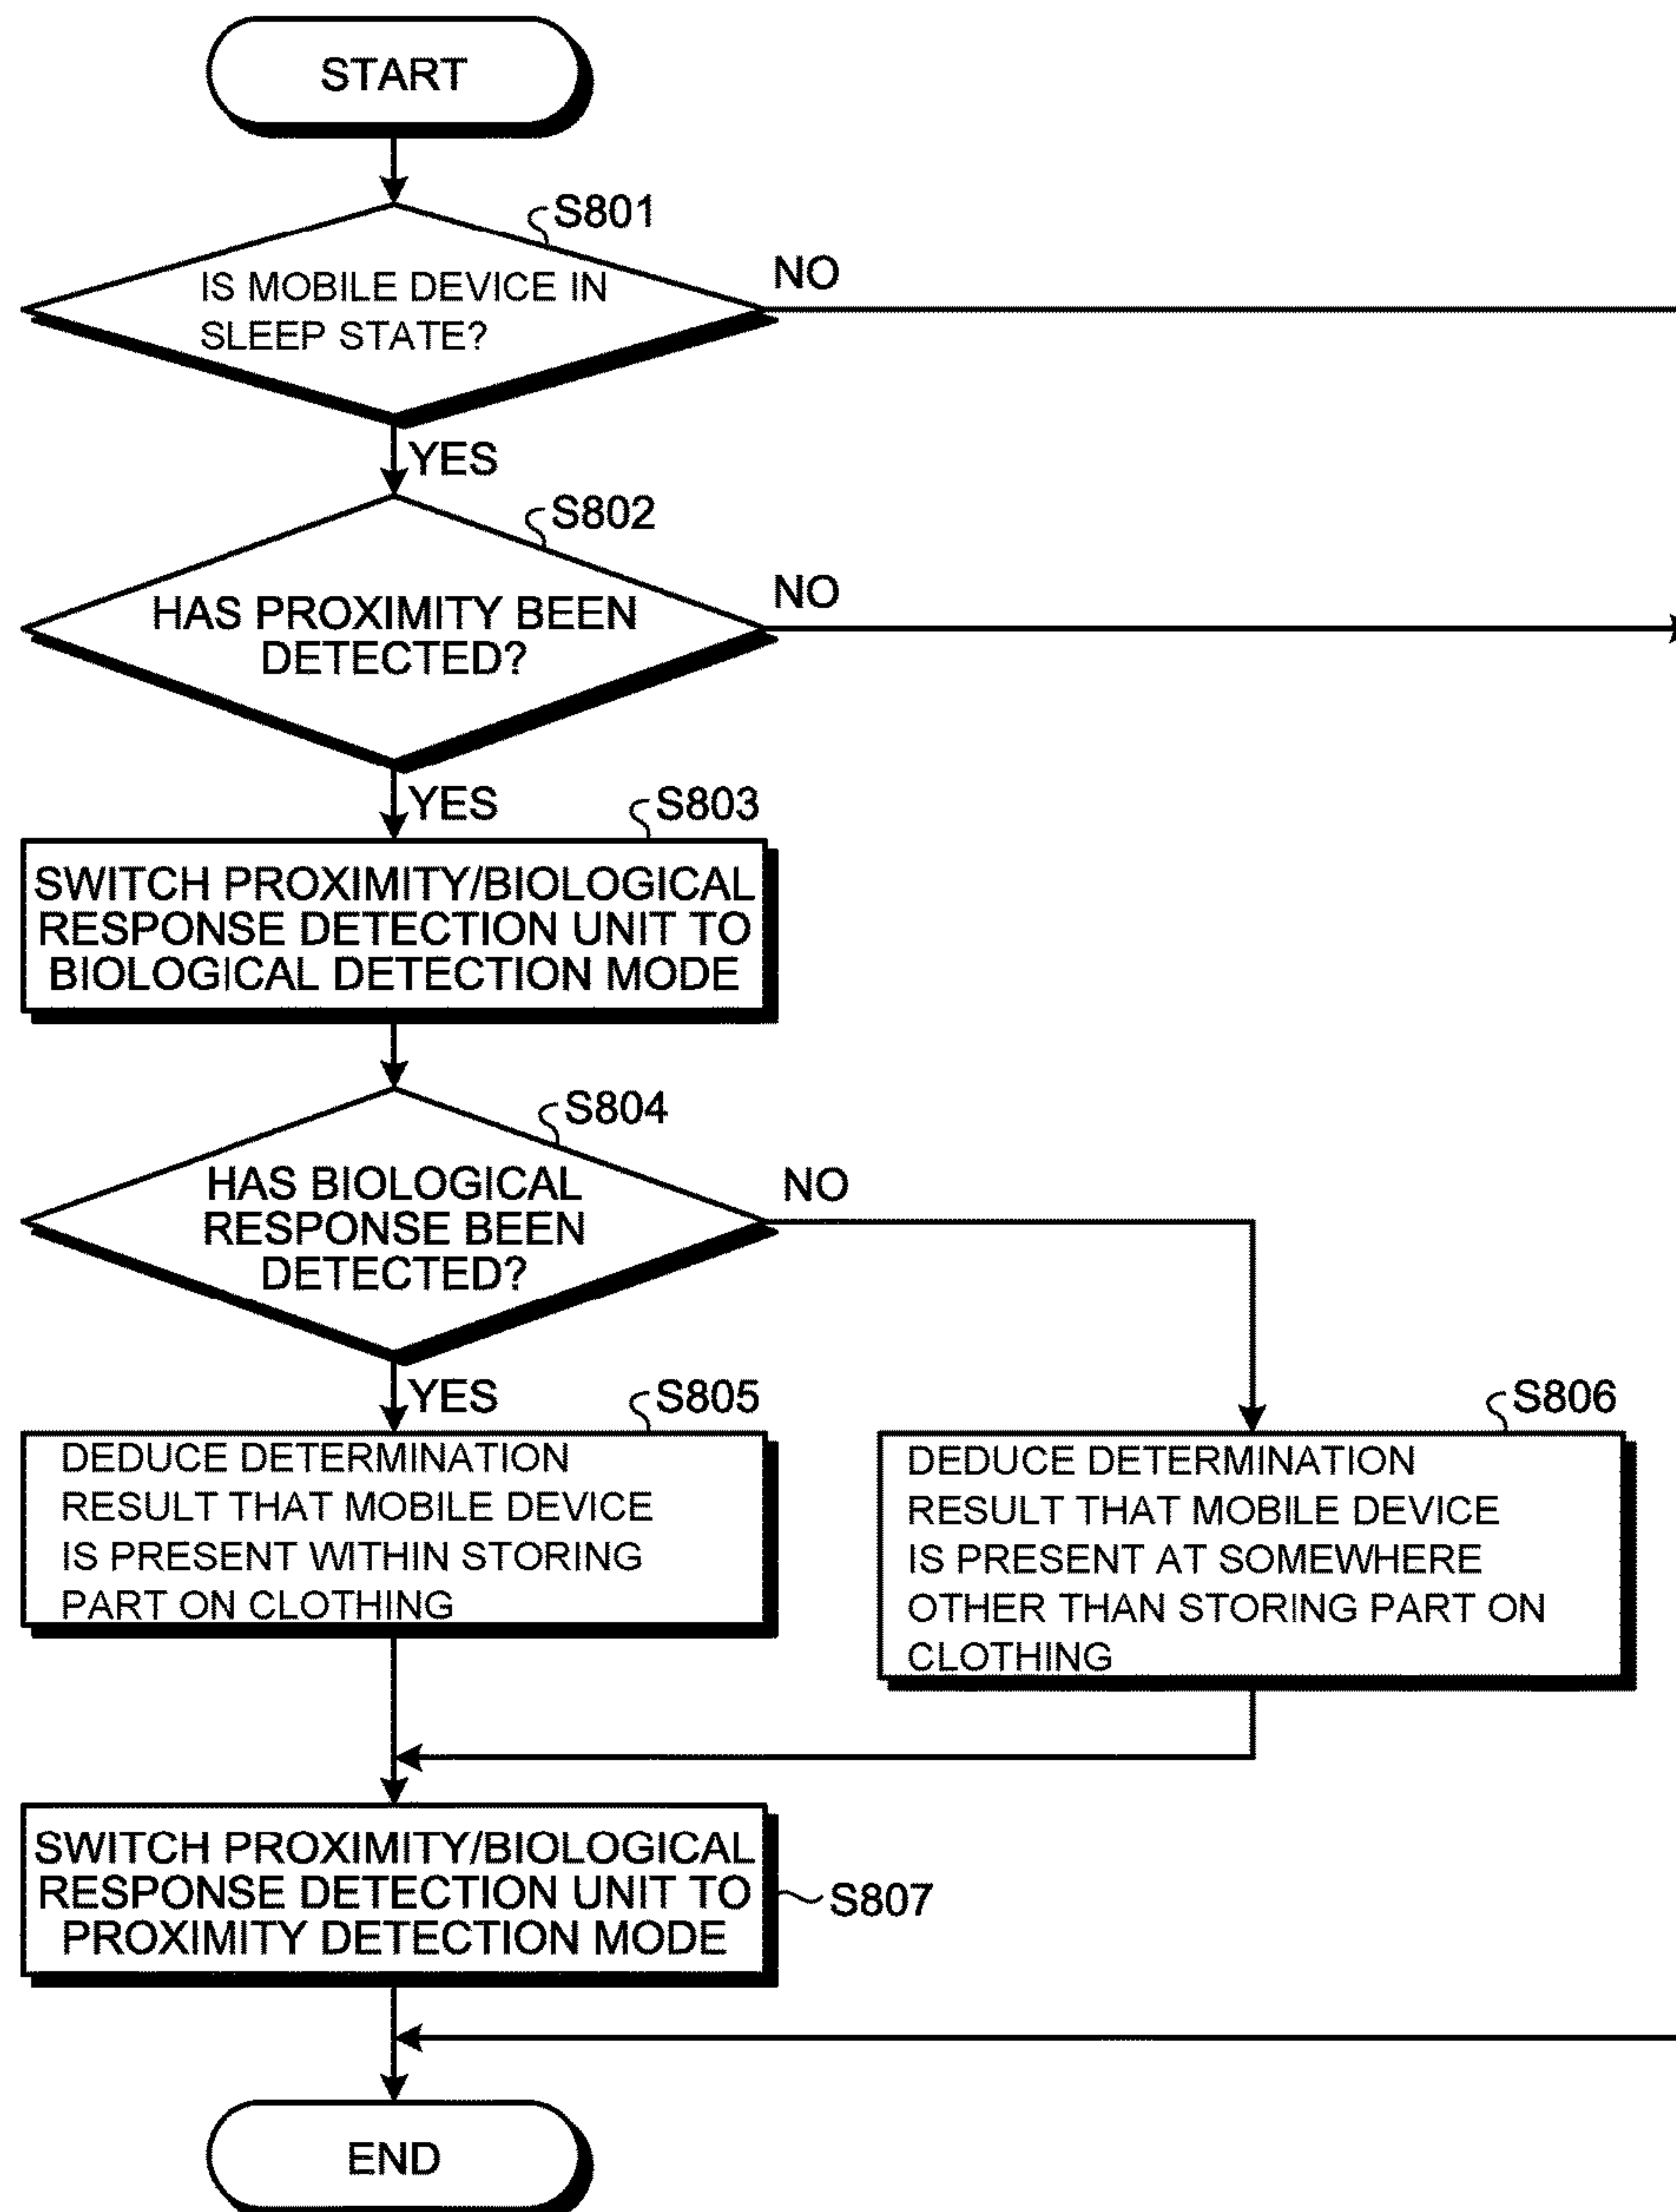 START
S801
IS MOBILE DEVICE IN
SLEEP STATE?
NO
YES
S802
HAS PROXIMITY BEEN
DETECTED?
NO
YES
S803
SWITCH PROXIMITY/BIOLOGICAL
RESPONSE DETECTION UNIT TO
BIOLOGICAL DETECTION MODE
S804
HAS BIOLOGICAL
RESPONSE BEEN
DETECTED?
NO
YES
S805
DEDUCE DETERMINATION
RESULT THAT MOBILE DEVICE
IS PRESENT WITHIN STORING
PART ON CLOTHING
S806
DEDUCE DETERMINATION
RESULT THAT MOBILE DEVICE
IS PRESENT AT SOMEWHERE
OTHER THAN STORING PART ON
CLOTHING
SWITCH PROXIMITY/BIOLOGICAL
RESPONSE DETECTION UNIT TO
PROXIMITY DETECTION MODE
S807
END